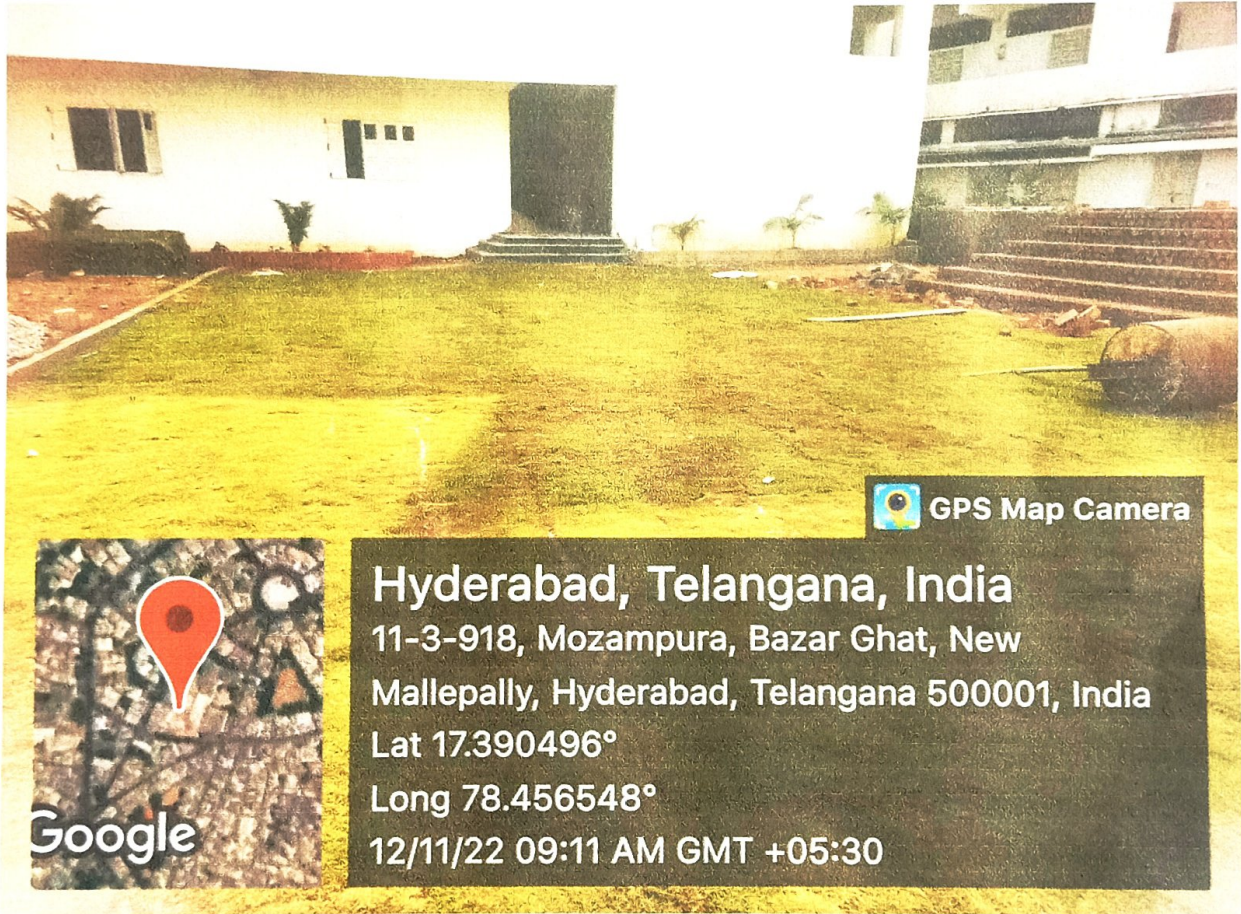 GPS Map Camera
Hyderabad, Telangana, India
11-3-918, Mozampura, Bazar Ghat, New
Mallepally, Hyderabad, Telangana 500001, India
Lat 17.390496°
Long 78.456548°
12/11/22 09:11 AM GMT +05:30
Google